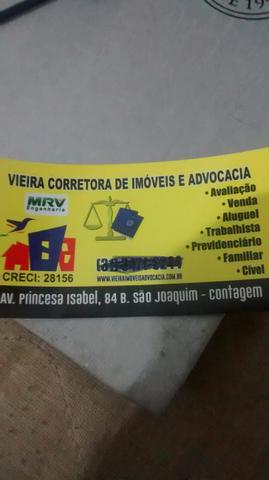 VIEIRA CORRETORA DE IMÓVEIS E ADVOCACIA
MRV
Engenharia
• Avaliação
• Venda
• Aluguel
• Trabalhista
• Previdenciário
• Familiar
• Civel
CRECI: 28156
WWW.VIEIRAIMOVEISADVOCACIA.COM.BR
AV. Princesa Isabel, 84 B. São Joaquim - contagem